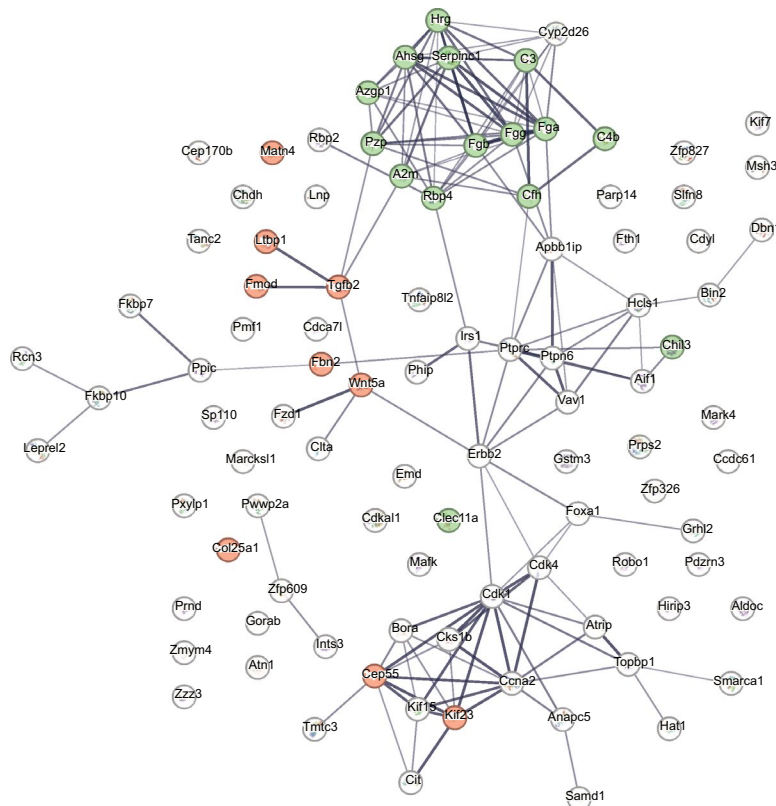 Hrg
Cyp2d26
Ahsg
Serpinc1
C3
Azgp1
Kif7
Fga
Fgg
Rbp2
C4b
Pzp
Fgb
Cep170b
Matn4
Zfp827
Msh3
A2m
Chdh
Lnp
Rbp4
Cfh
Parp14
Slfn8
Dbn1
Tanc2
Ltbp1
Apbb1ip
Fth1
Cdyl
Fmod
Tgfb2
Bin2
Tnfaip8l2
Hcls1
Fkbp7
Pmf1
Cdca7l
Irs1
Ptprc
Chil3
Rcn3
Ppic
Fbn2
Ptpn6
Phip
Wnt5a
Aif1
Fkbp10
Vav1
Sp110
Fzd1
Mark4
Leprel2
Clta
Erbb2
Prps2
Marcksl1
Gstm3
Ccdc61
Emd
Zfp326
Pxylp1
Pwwp2a
Foxa1
Cdkal1
Clec11a
Grhl2
Col25a1
Mafk
Cdk4
Robo1
Pdzrn3
Zfp609
Cdk1
Prnd
Hirip3
Aldoc
Gorab
Bora
Atrip
Cks1b
Ints3
Zmym4
Atn1
Topbp1
Cep55
Ccna2
Smarca1
Zzz3
Kif15
Kif23
Anapc5
Tmtc3
Hat1
Cit
Samd1